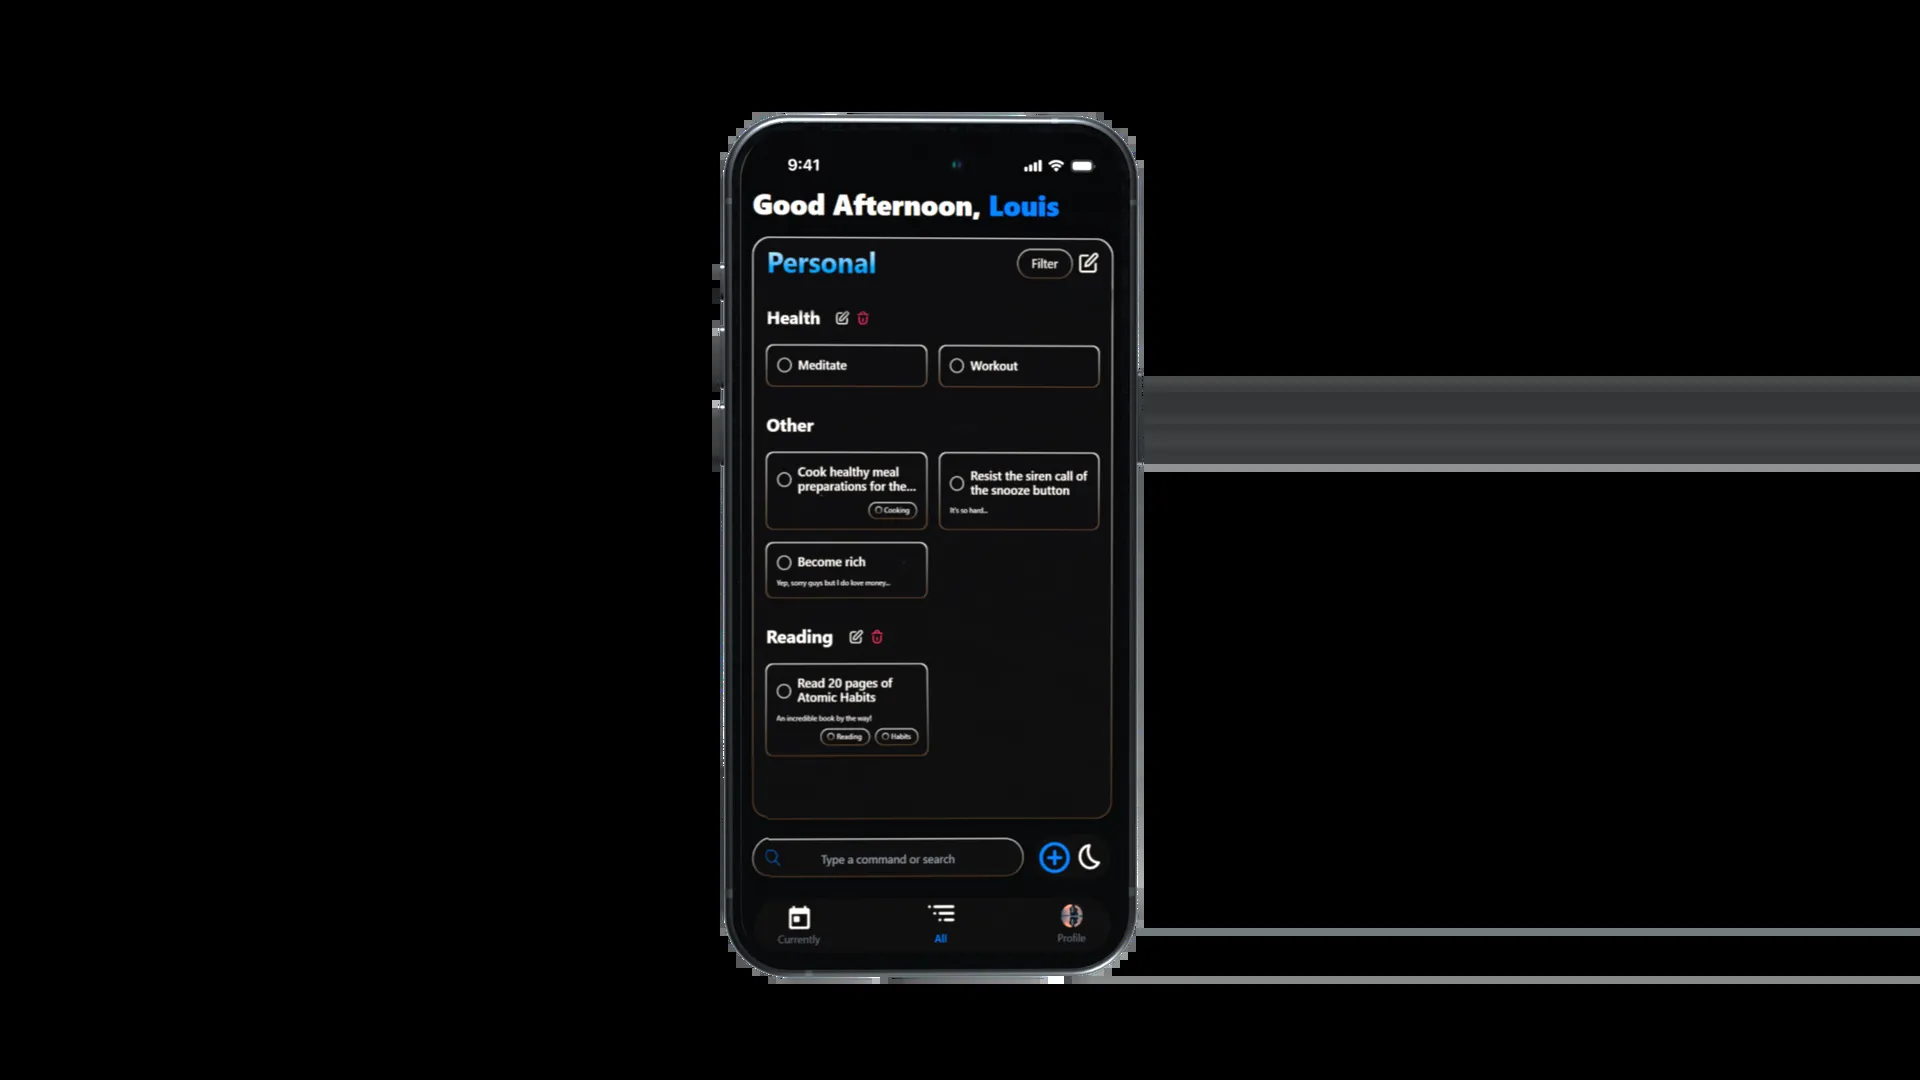 9:41
Good Afternoon, Louis
Personal
Filter
Health
Meditate
Workout
Other
Cook healthy meal
preparations for the...
Cooking
Resist the siren call of
the snooze button
It's so hard...
Become rich
Yep, sorry guys but I do love money...
Reading
Read 20 pages of
Atomic Habits
An incredible book by the way!
Reading
Habits
Type a command or search
Currently
All
Profile